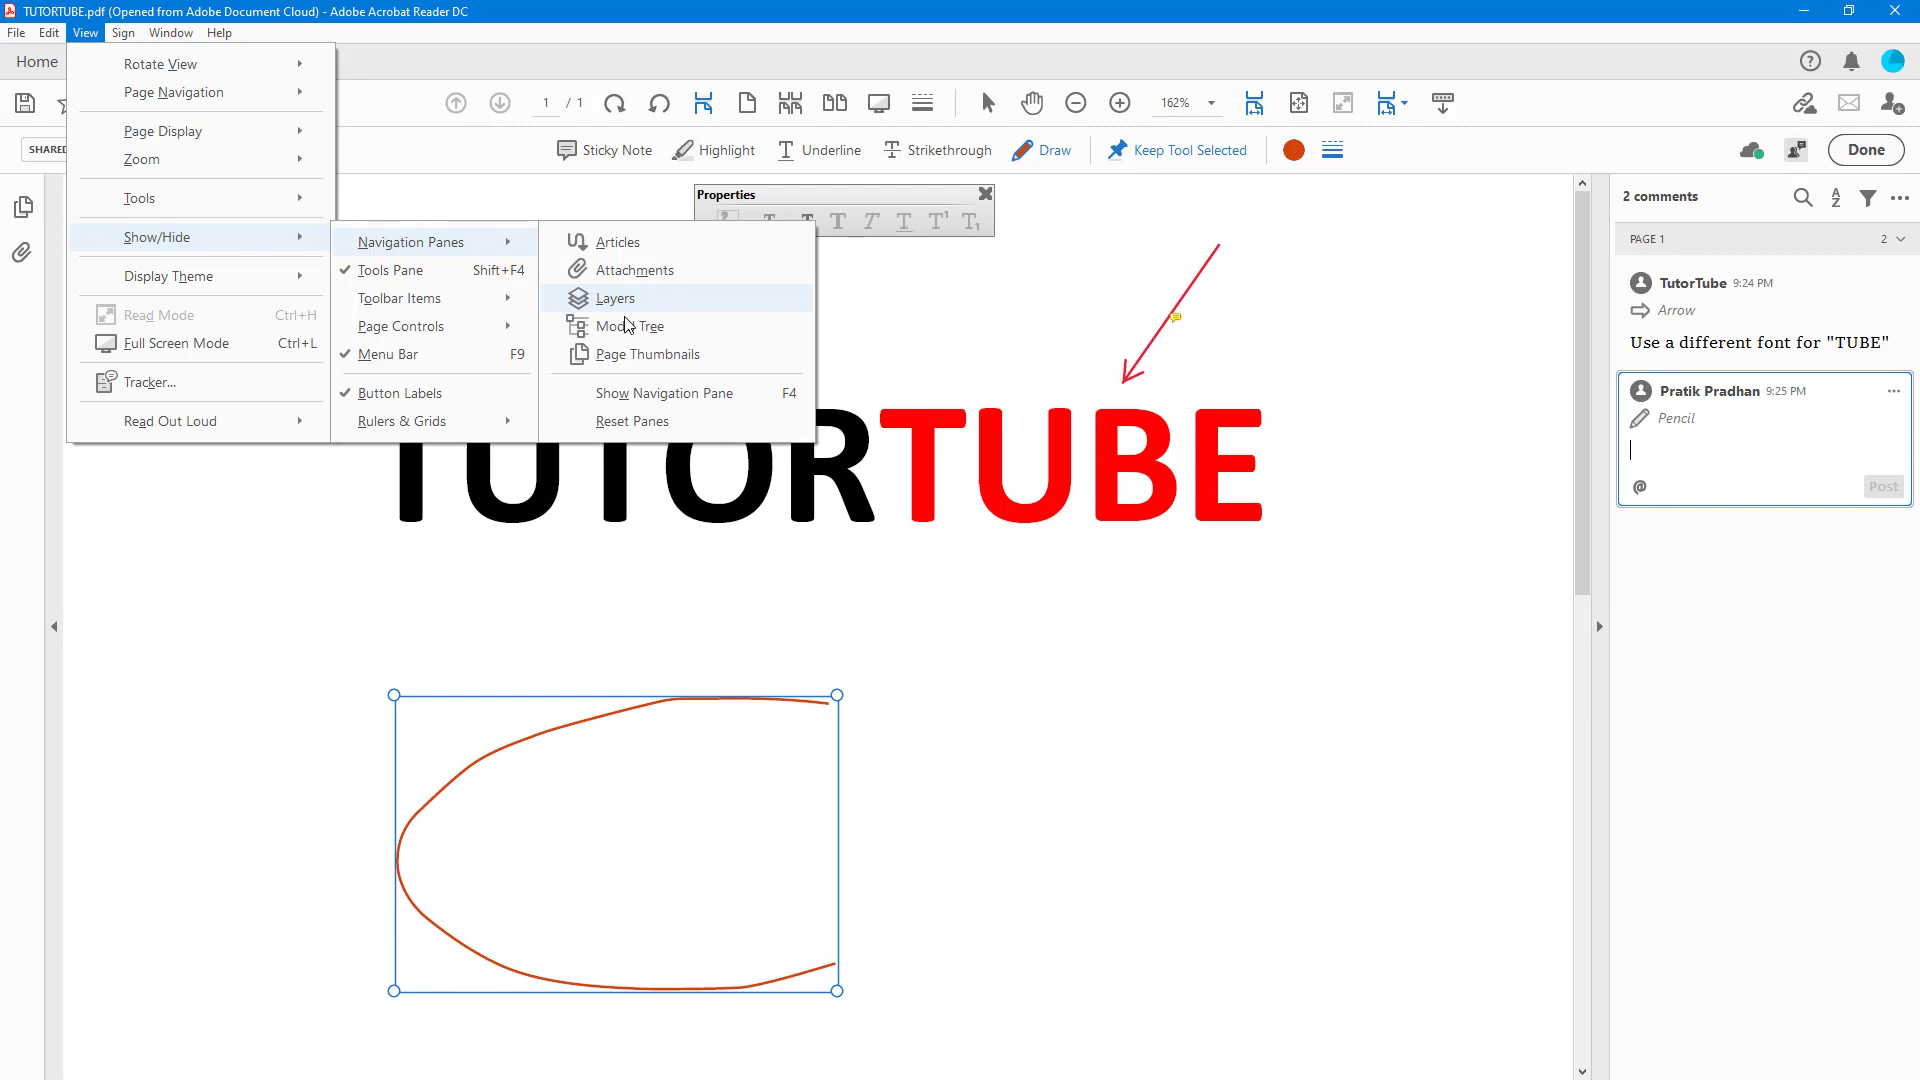 TUTORTUBE.pdf (Opened from Adobe Document Cloud) - Adobe Acrobat Reader DC
File Edit View Sign Window Help
Home
1 / 1
162%
SHARED
Sticky Note
Highlight
Underline
Strikethrough
Draw
Keep Tool Selected
Done
Rotate View
Page Navigation
Page Display
Zoom
Tools
Show/Hide
Display Theme
Read Mode Ctrl+H
Full Screen Mode Ctrl+L
Tracker...
Read Out Loud
Navigation Panes
Tools Pane Shift+F4
Toolbar Items
Page Controls
Menu Bar F9
Button Labels
Rulers & Grids
Articles
Attachments
Layers
Model Tree
Page Thumbnails
Show Navigation Pane F4
Reset Panes
Properties
TUTORTUBE
2 comments
PAGE 1 2
TutorTube 9:24 PM
Arrow
Use a different font for "TUBE"
Pratik Pradhan 9:25 PM
Pencil
@ Post